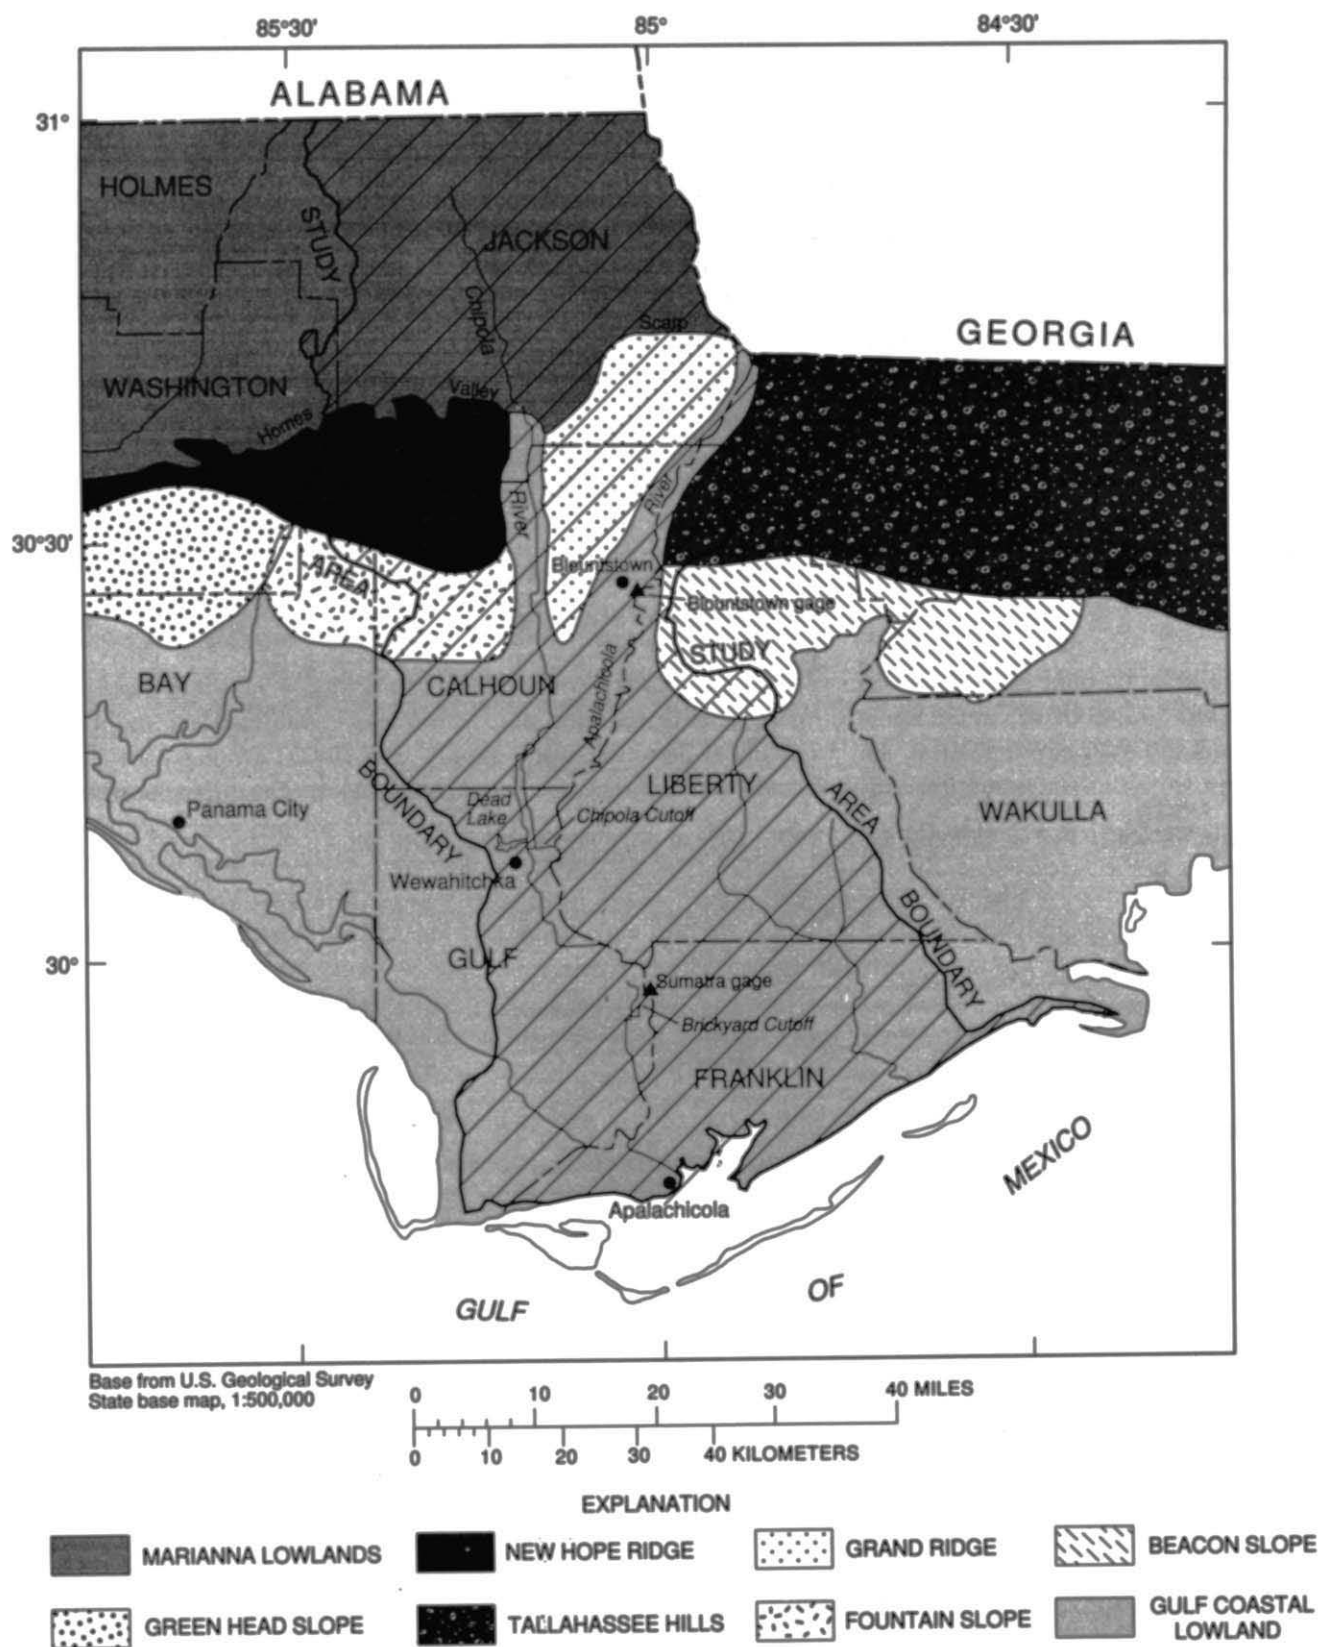 85°30' 85° 84°30'
ALABAMA
31°
HOLMES
STUDY
JACKSON
Chipola
Scarp
GEORGIA
WASHINGTON
Valley
Homes
River
River
30°30'
AREA
Blountstown
Blountstown gage
STUDY
BAY
CALHOUN
Apalachicola
BOUNDARY
LIBERTY
Dead
Lake
Chipola Cutoff
AREA
WAKULLA
Panama City
Wewahitchka
BOUNDARY
GULF
30°
Sumatra gage
Brickyard Cutoff
FRANKLIN
MEXICO
Apalachicola
OF
GULF
Base from U.S. Geological Survey
State base map, 1:500,000
0 10 20 30 40 MILES
0 10 20 30 40 KILOMETERS
EXPLANATION
MARIANNA LOWLANDS NEW HOPE RIDGE GRAND RIDGE BEACON SLOPE
GREEN HEAD SLOPE TALLAHASSEE HILLS FOUNTAIN SLOPE GULF COASTAL
LOWLAND